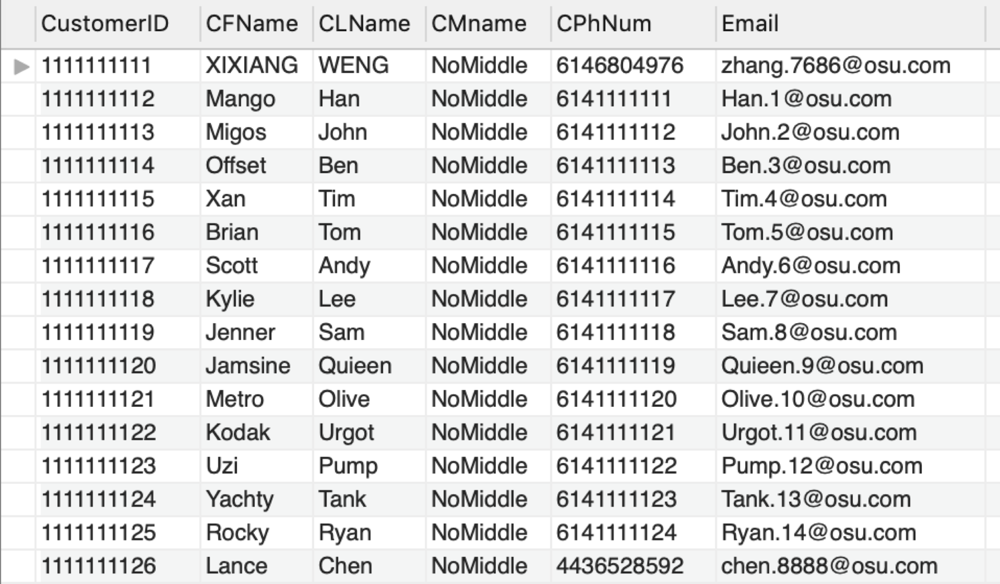 CustomerID CFName CLName CMname CPhNum Email
1111111111 XIXIANG WENG NoMiddle 6146804976 zhang.7686@osu.com
1111111112 Mango Han NoMiddle 6141111111 Han.1@osu.com
1111111113 Migos John NoMiddle 6141111112 John.2@osu.com
1111111114 Offset Ben NoMiddle 6141111113 Ben.3@osu.com
1111111115 Xan Tim NoMiddle 6141111114 Tim.4@osu.com
1111111116 Brian Tom NoMiddle 6141111115 Tom.5@osu.com
1111111117 Scott Andy NoMiddle 6141111116 Andy.6@osu.com
1111111118 Kylie Lee NoMiddle 6141111117 Lee.7@osu.com
1111111119 Jenner Sam NoMiddle 6141111118 Sam.8@osu.com
1111111120 Jamsine Quieen NoMiddle 6141111119 Quieen.9@osu.com
1111111121 Metro Olive NoMiddle 6141111120 Olive.10@osu.com
1111111122 Kodak Urgot NoMiddle 6141111121 Urgot.11@osu.com
1111111123 Uzi Pump NoMiddle 6141111122 Pump.12@osu.com
1111111124 Yachty Tank NoMiddle 6141111123 Tank.13@osu.com
1111111125 Rocky Ryan NoMiddle 6141111124 Ryan.14@osu.com
1111111126 Lance Chen NoMiddle 4436528592 chen.8888@osu.com